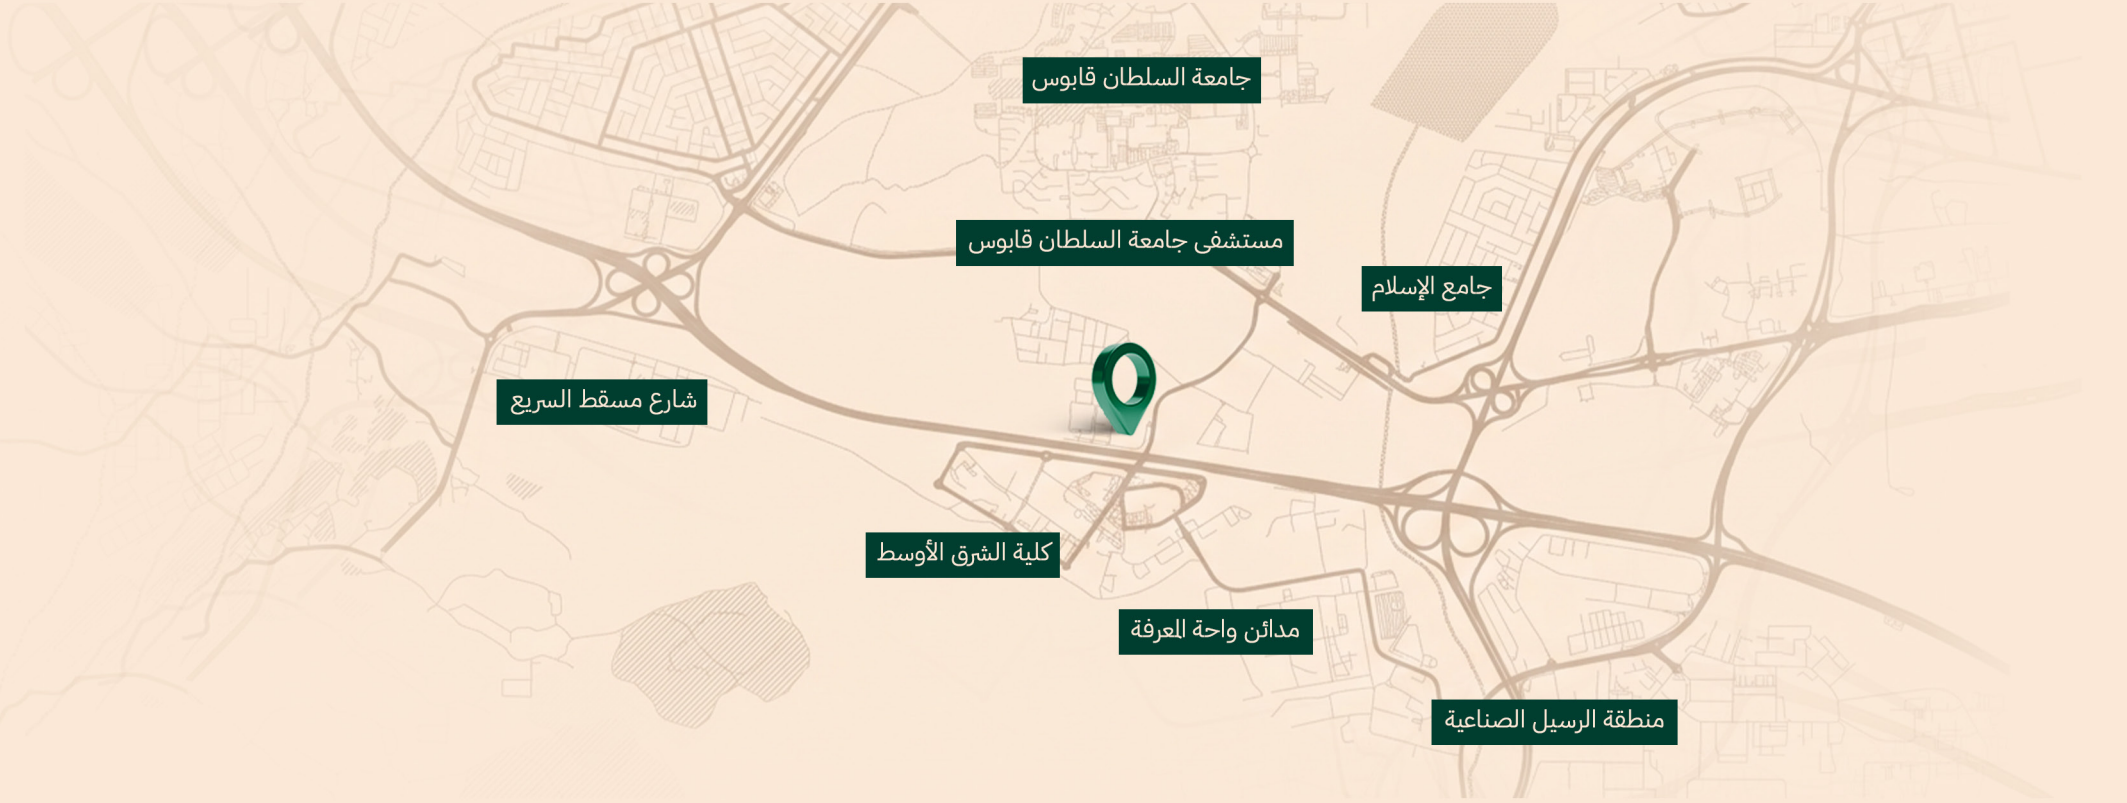 جامعة السلطان قابوس
مستشفى جامعة السلطان قابوس
جامع الإسلام
شارع مسقط السريع
كلية الشرق الأوسط
مدائن واحة المعرفة
منطقة الرسيل الصناعية